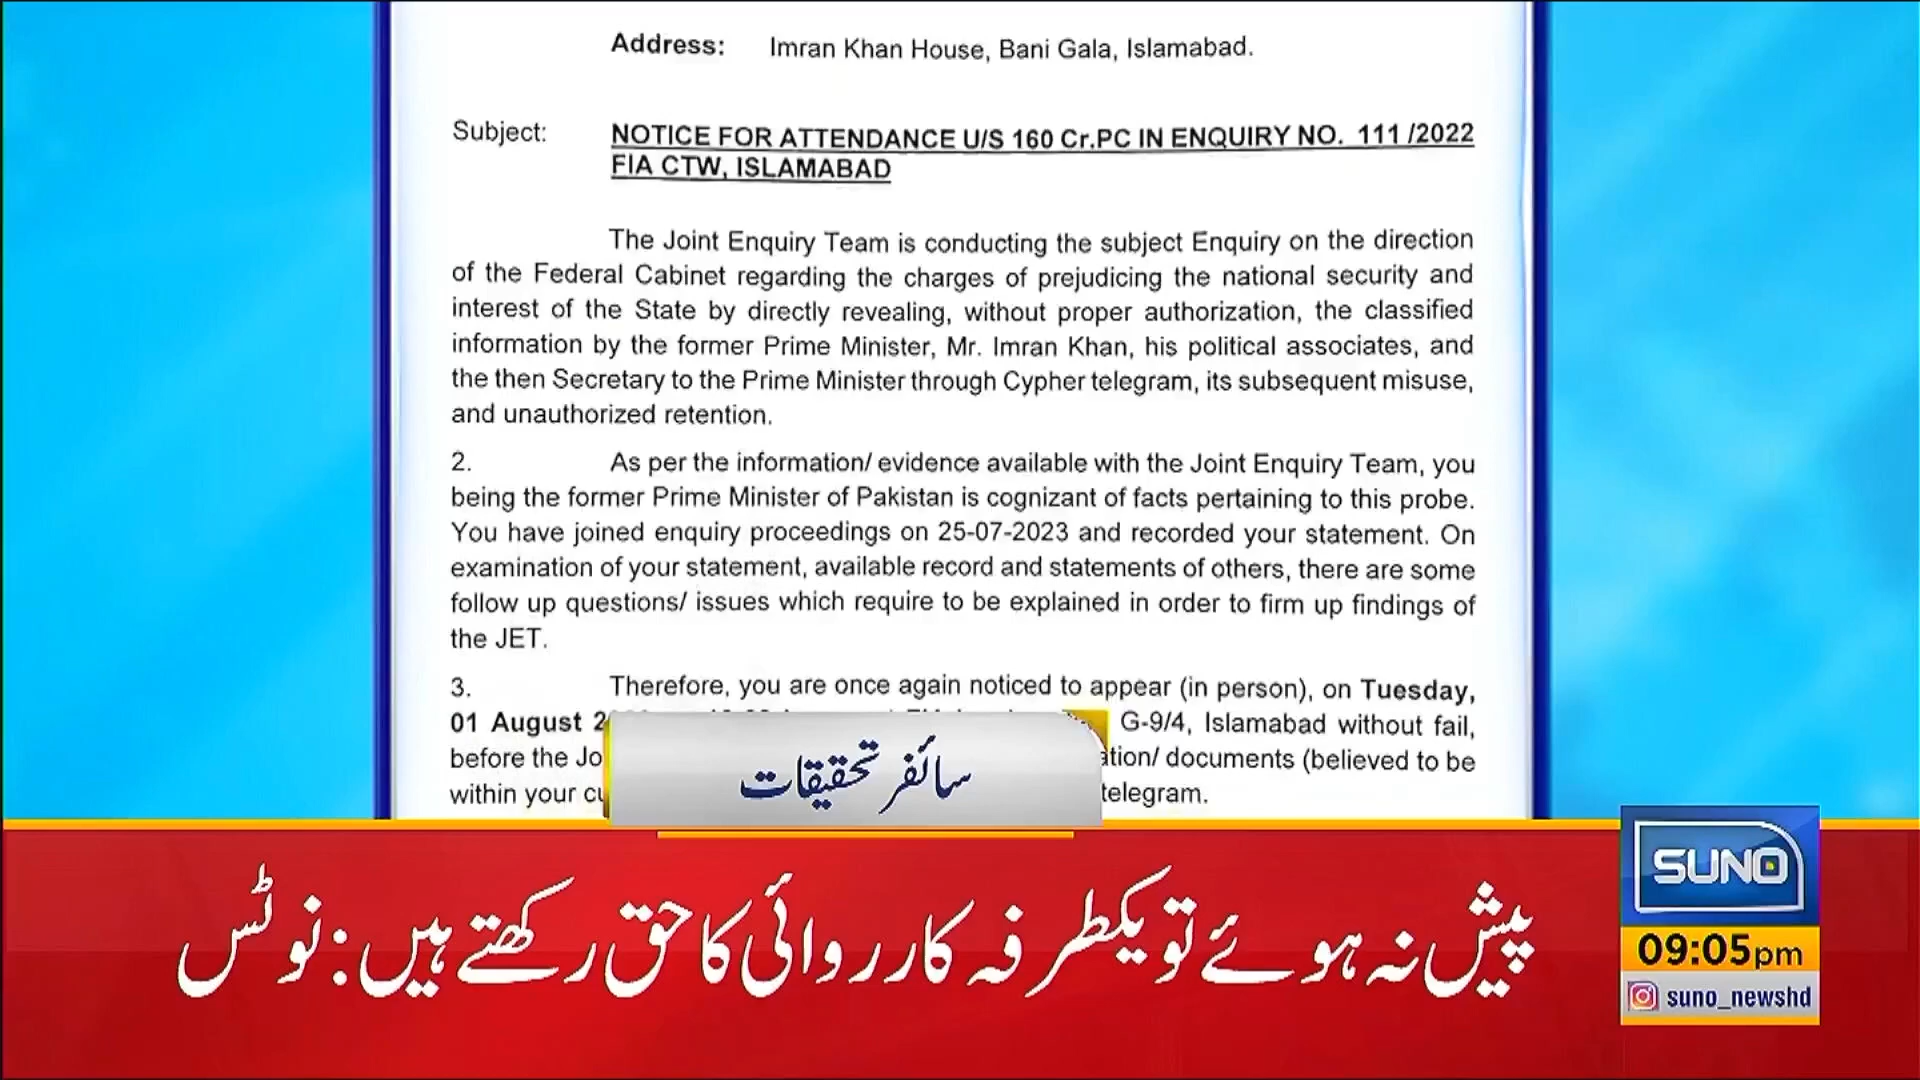 Address: Imran Khan House, Bani Gala, Islamabad.
Subject: NOTICE FOR ATTENDANCE U/S 160 Cr.PC IN ENQUIRY NO. 111 /2022
FIA CTW, ISLAMABAD
The Joint Enquiry Team is conducting the subject Enquiry on the direction
of the Federal Cabinet regarding the charges of prejudicing the national security and
interest of the State by directly revealing, without proper authorization, the classified
information by the former Prime Minister, Mr. Imran Khan, his political associates, and
the then Secretary to the Prime Minister through Cypher telegram, its subsequent misuse,
and unauthorized retention.
2. As per the information/ evidence available with the Joint Enquiry Team, you
being the former Prime Minister of Pakistan is cognizant of facts pertaining to this probe.
You have joined enquiry proceedings on 25-07-2023 and recorded your statement. On
examination of your statement, available record and statements of others, there are some
follow up questions/ issues which require to be explained in order to firm up findings of
the JET.
3. Therefore, you are once again noticed to appear (in person), on Tuesday,
01 August G-9/4, Islamabad without fail,
before the documents (believed to be
within your telegram.
سائفر تحقیقات
پیش نہ ہوئے تو یکطرفہ کارروائی کا حق رکھتے ہیں: نوٹس
SUNO
09:05pm
suno_newshd